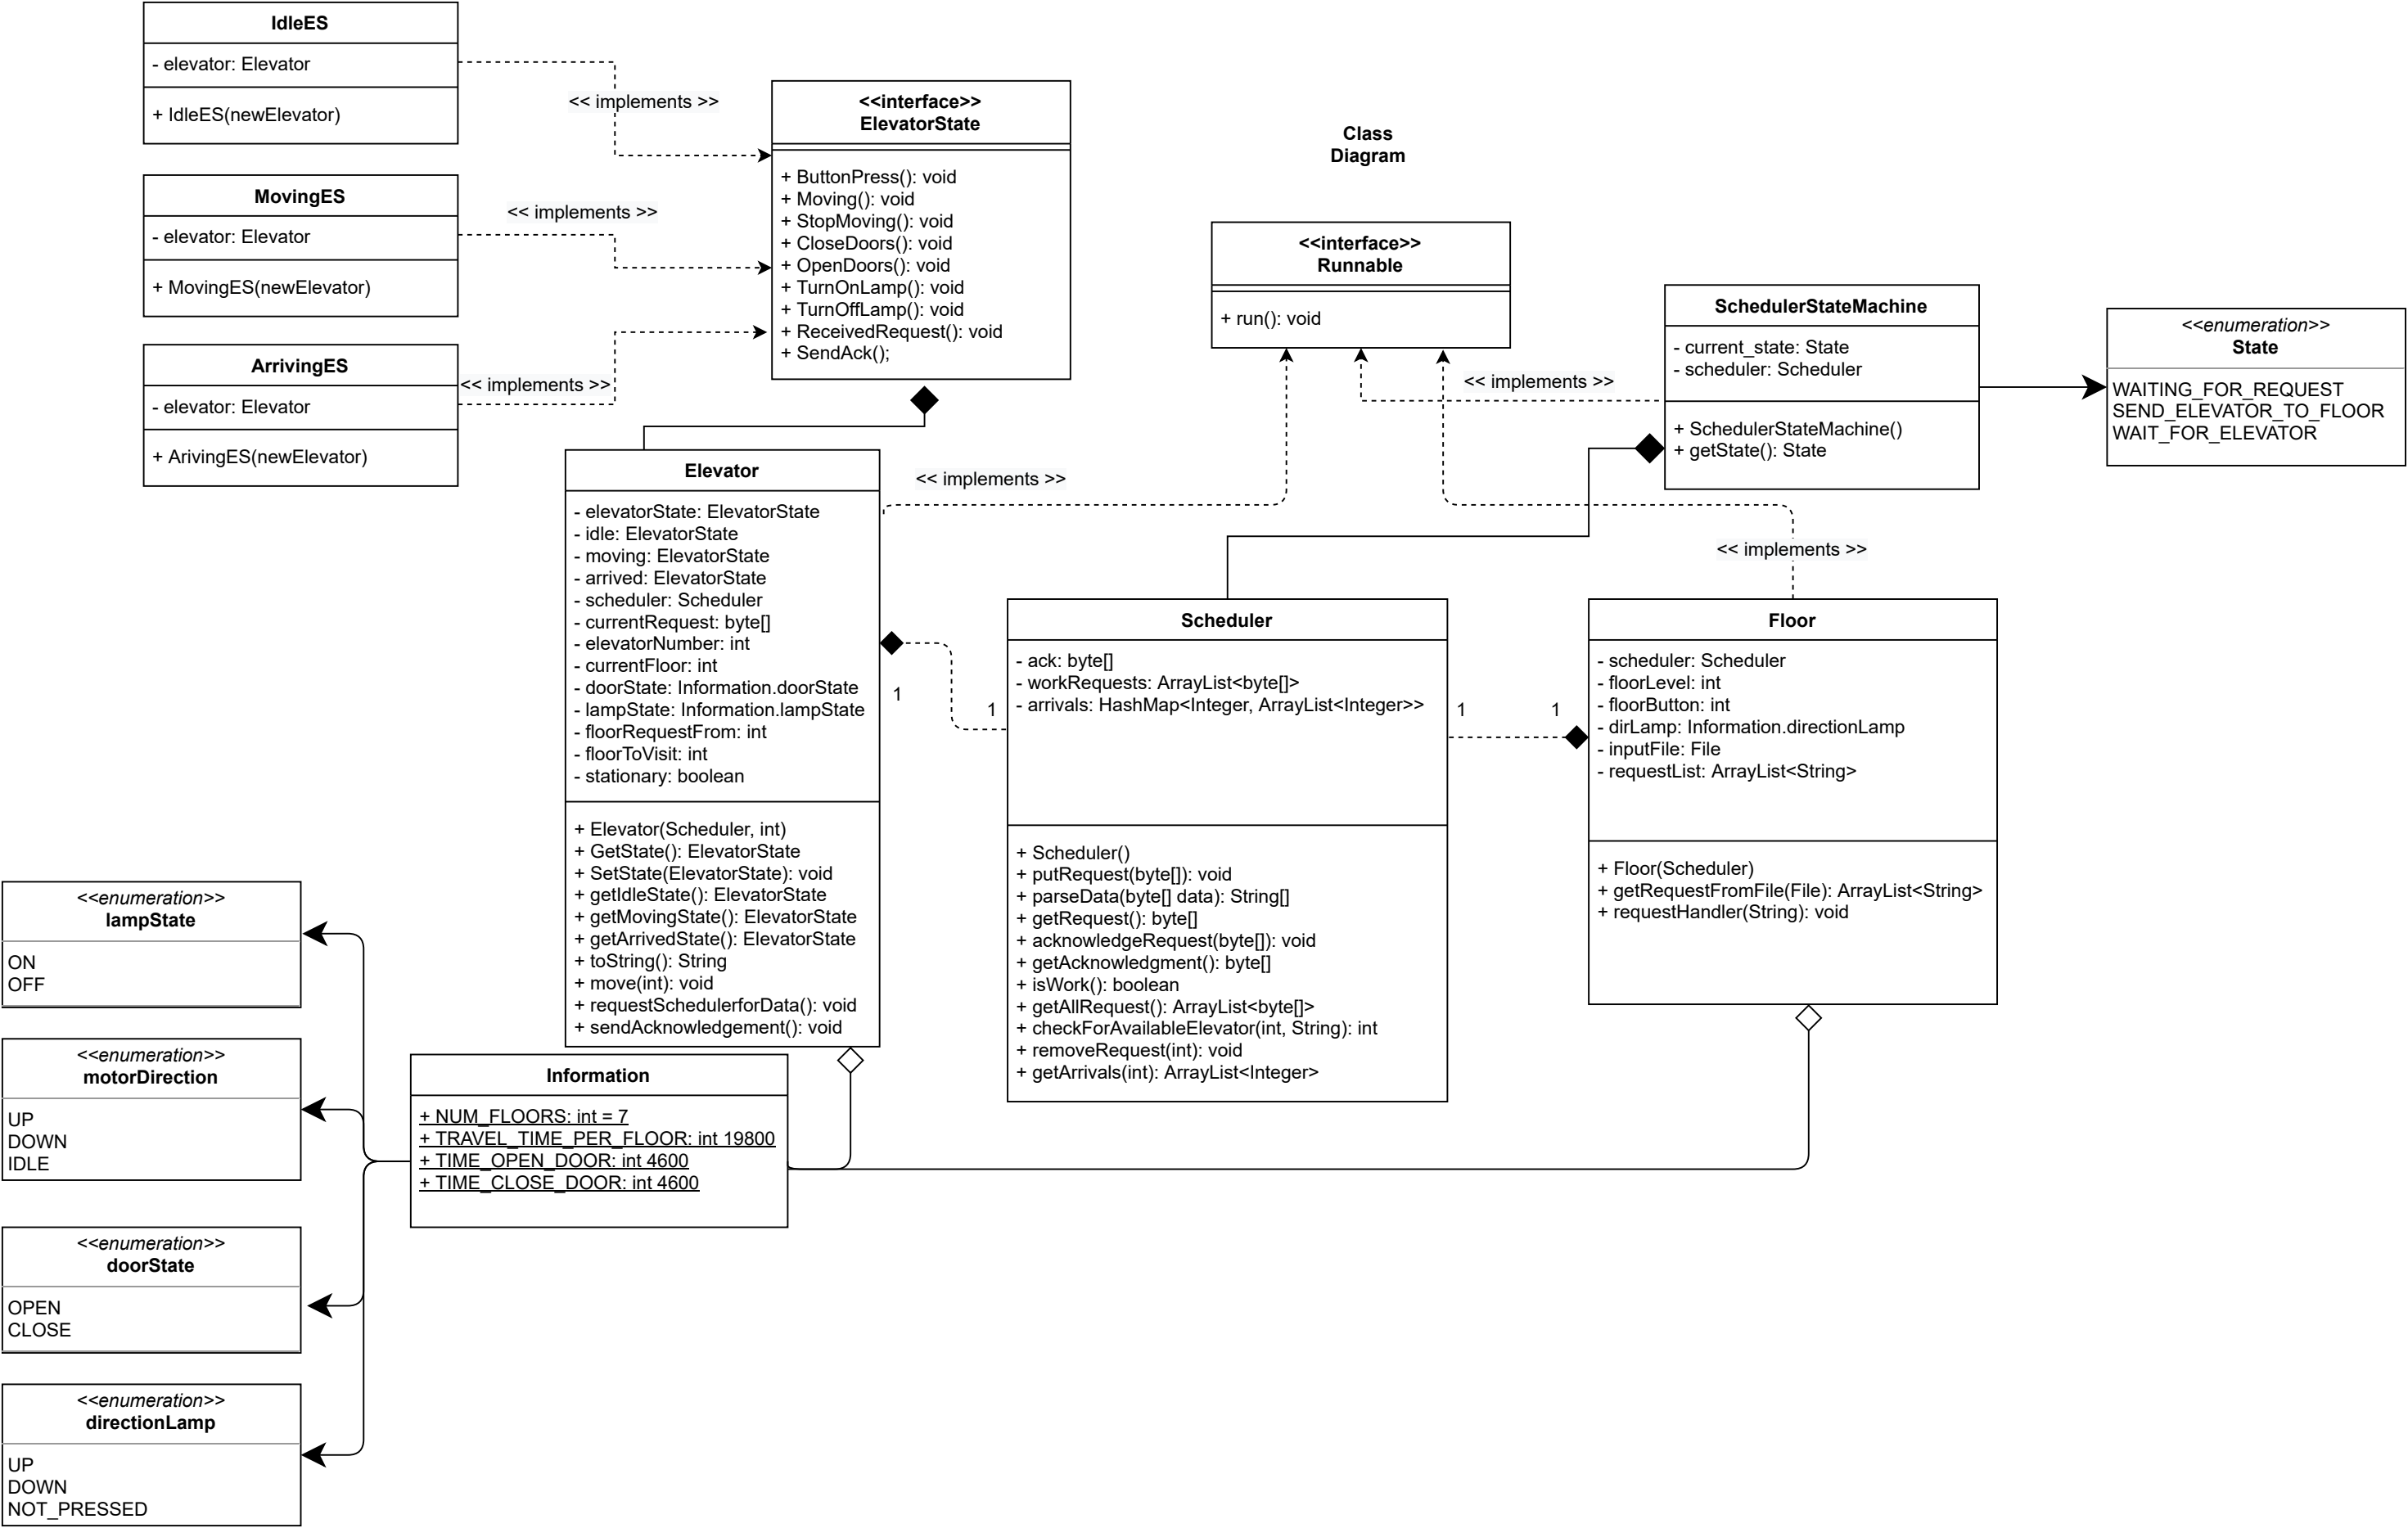 IdleES
- elevator: Elevator
+ IdleES(newElevator)
<< implements >>
MovingES
- elevator: Elevator
+ MovingES(newElevator)
<< implements >>
ArrivingES
- elevator: Elevator
+ ArivingES(newElevator)
<< implements >>
<<interface>>
ElevatorState
+ ButtonPress(): void
+ Moving(): void
+ StopMoving(): void
+ CloseDoors(): void
+ OpenDoors(): void
+ TurnOnLamp(): void
+ TurnOffLamp(): void
+ ReceivedRequest(): void
+ SendAck();
Class
Diagram
<<interface>>
Runnable
+ run(): void
<< implements >>
SchedulerStateMachine
- current_state: State
- scheduler: Scheduler
+ SchedulerStateMachine()
+ getState(): State
<<enumeration>>
State
WAITING_FOR_REQUEST
SEND_ELEVATOR_TO_FLOOR
WAIT_FOR_ELEVATOR
Elevator
- elevatorState: ElevatorState
- idle: ElevatorState
- moving: ElevatorState
- arrived: ElevatorState
- scheduler: Scheduler
- currentRequest: byte[]
- elevatorNumber: int
- currentFloor: int
- doorState: Information.doorState
- lampState: Information.lampState
- floorRequestFrom: int
- floorToVisit: int
- stationary: boolean
+ Elevator(Scheduler, int)
+ GetState(): ElevatorState
+ SetState(ElevatorState): void
+ getIdleState(): ElevatorState
+ getMovingState(): ElevatorState
+ getArrivedState(): ElevatorState
+ toString(): String
+ move(int): void
+ requestSchedulerforData(): void
+ sendAcknowledgement(): void
<< implements >>
1
1
Scheduler
- ack: byte[]
- workRequests: ArrayList<byte[]>
- arrivals: HashMap<Integer, ArrayList<Integer>>
+ Scheduler()
+ putRequest(byte[]): void
+ parseData(byte[] data): String[]
+ getRequest(): byte[]
+ acknowledgeRequest(byte[]): void
+ getAcknowledgment(): byte[]
+ isWork(): boolean
+ getAllRequest(): ArrayList<byte[]>
+ checkForAvailableElevator(int, String): int
+ removeRequest(int): void
+ getArrivals(int): ArrayList<Integer>
1
1
<< implements >>
Floor
- scheduler: Scheduler
- floorLevel: int
- floorButton: int
- dirLamp: Information.directionLamp
- inputFile: File
- requestList: ArrayList<String>
+ Floor(Scheduler)
+ getRequestFromFile(File): ArrayList<String>
+ requestHandler(String): void
<<enumeration>>
lampState
ON
OFF
<<enumeration>>
motorDirection
UP
DOWN
IDLE
<<enumeration>>
doorState
OPEN
CLOSE
<<enumeration>>
directionLamp
UP
DOWN
NOT_PRESSED
Information
+ NUM_FLOORS: int = 7
+ TRAVEL_TIME_PER_FLOOR: int 19800
+ TIME_OPEN_DOOR: int 4600
+ TIME_CLOSE_DOOR: int 4600